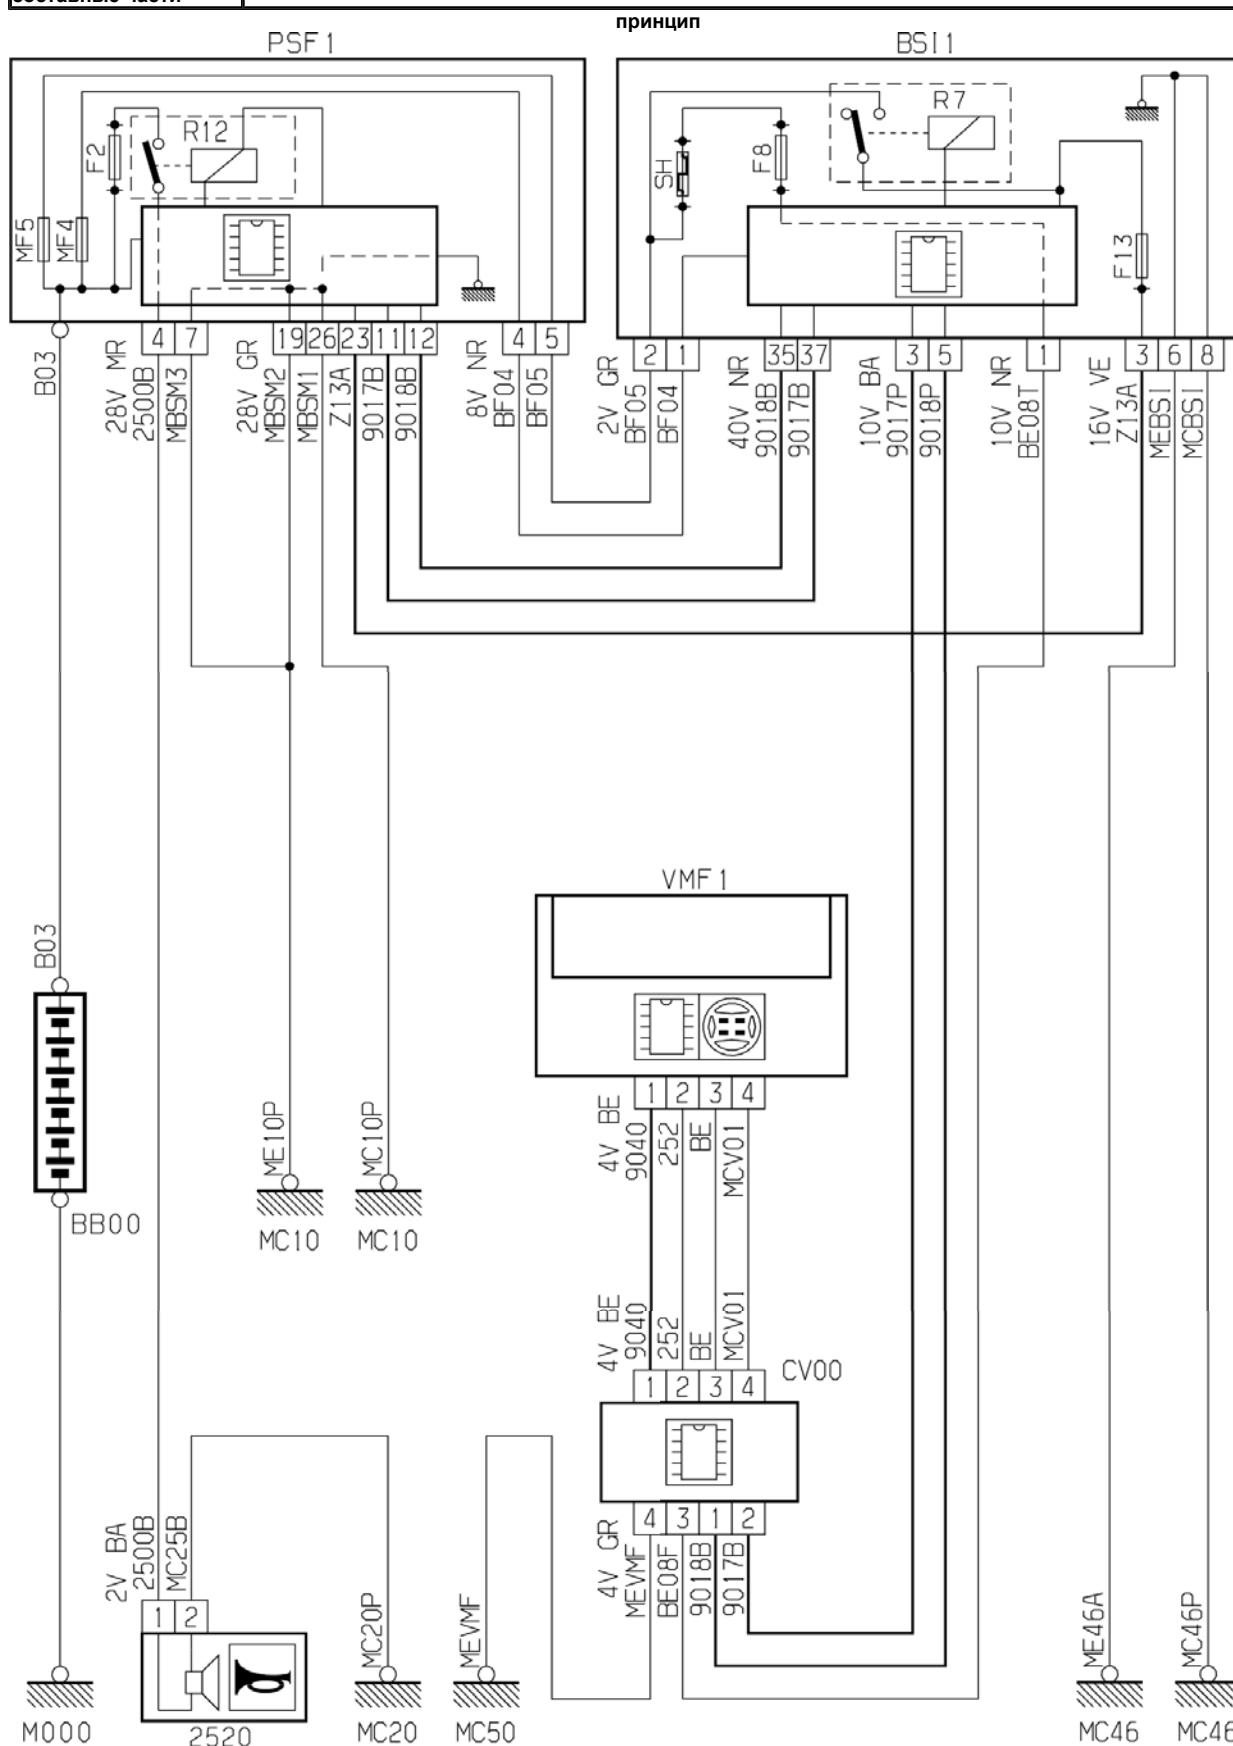 составные части
принцип
PSF1
BSI1
R12
F2
MF5
MF4
R7
SH
F8
F13
4 7 19 26 23 11 12 4 5
2 1 35 37 3 5 1 3 6 8
B03
28V MR
2500B
MBSM3
28V GR
MBSM2
MBSM1
Z13A
9017B
9018B
8V NR
BF04
BF05
2V GR
BF05
BF04
40V NR
9018B
9017B
10V BA
9017P
9018P
10V NR
BE08T
16V VE
Z13A
MEBSI
MCBSI
VMF1
1 2 3 4
4V BE
9040
252
BE
MCV01
B03
BB00
ME10P
MC10P
MC10
MC10
4V BE
9040
252
BE
MCV01
1 2 3 4
CV00
4 3 1 2
4V GR
MEVMF
BE08F
9018B
9017B
2V BA
2500B
MC25B
1 2
MC20P
MEVMF
ME46A
MC46P
M000
2520
MC20
MC50
MC46
MC46